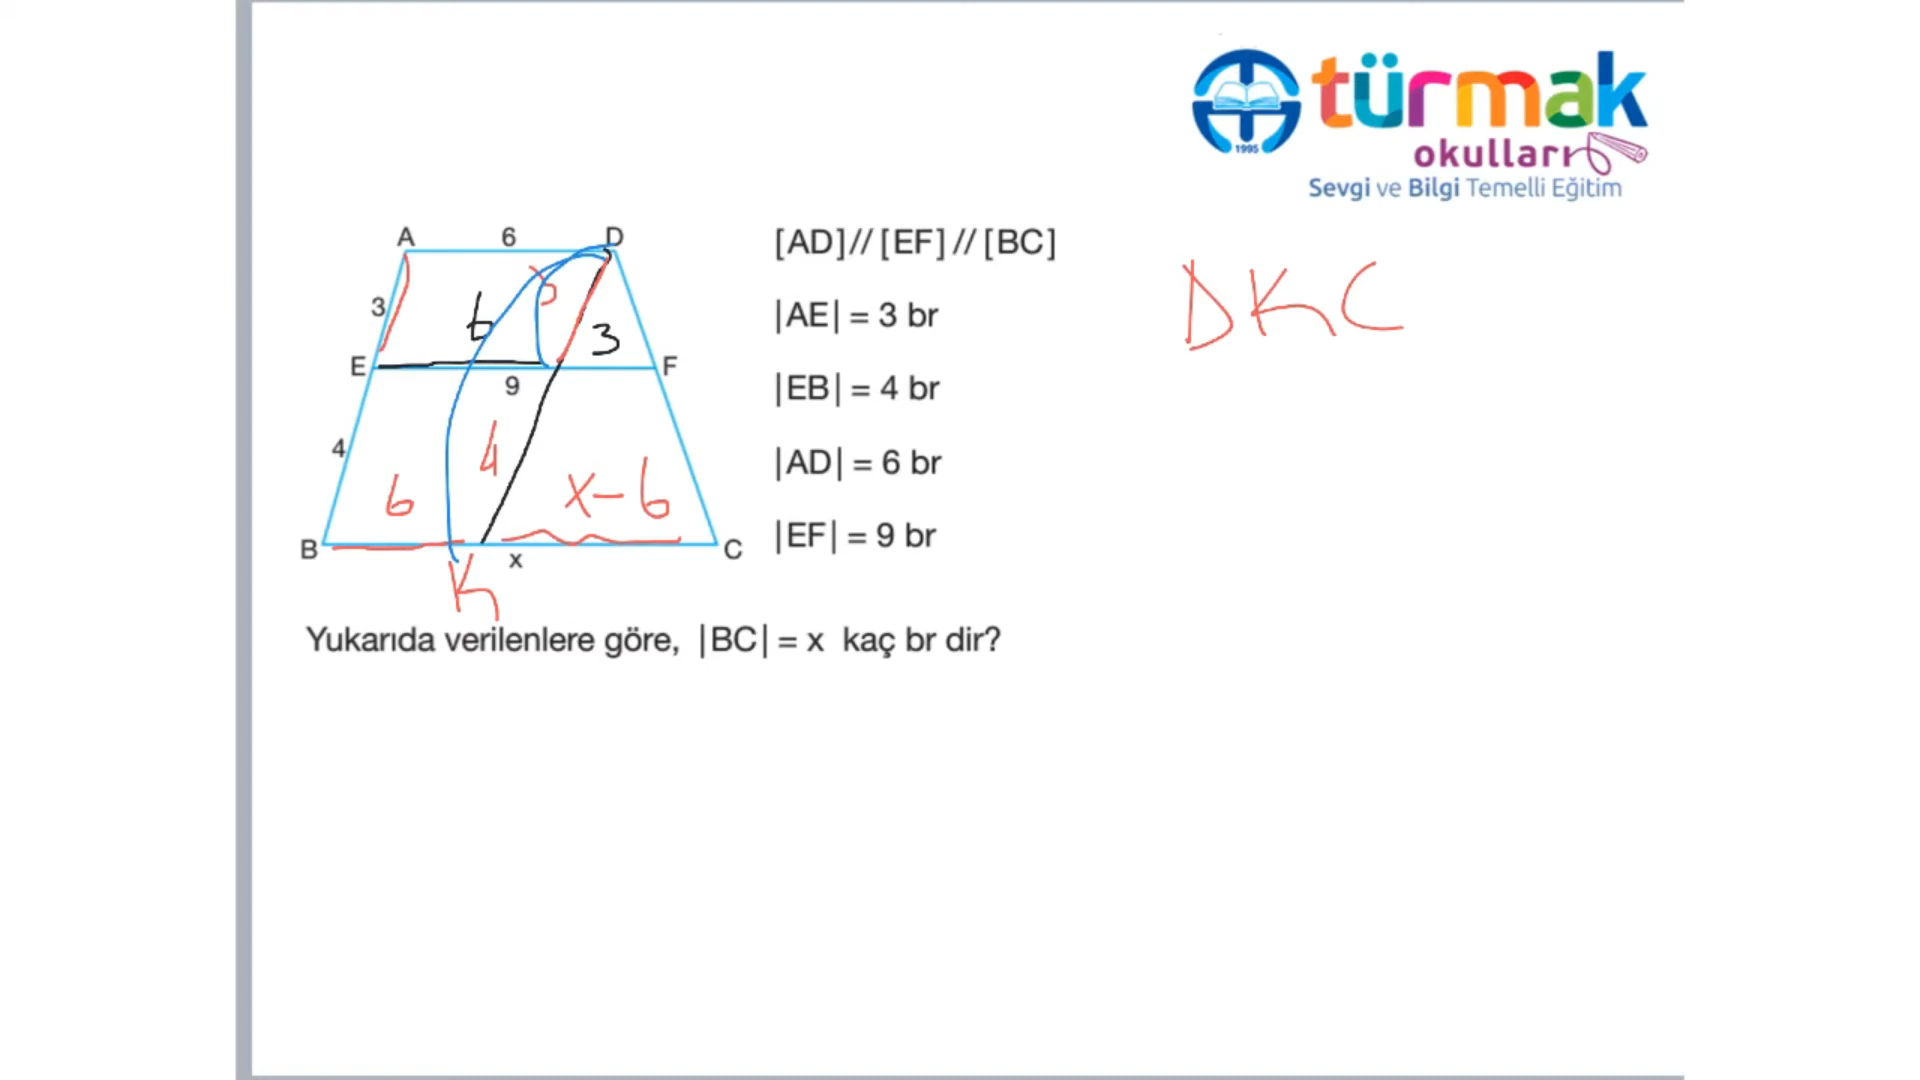 türmak
okulları
1995
Sevgi ve Bilgi Temelli Eğitim
A 6 D
[AD]//[EF]//[BC]
DKC
3
6
3
3
|AE| = 3 br
E
9
F
|EB| = 4 br
4
4
6
x-6
|AD| = 6 br
B
x
C
|EF| = 9 br
K
Yukarıda verilenlere göre, |BC| = x kaç br dir?